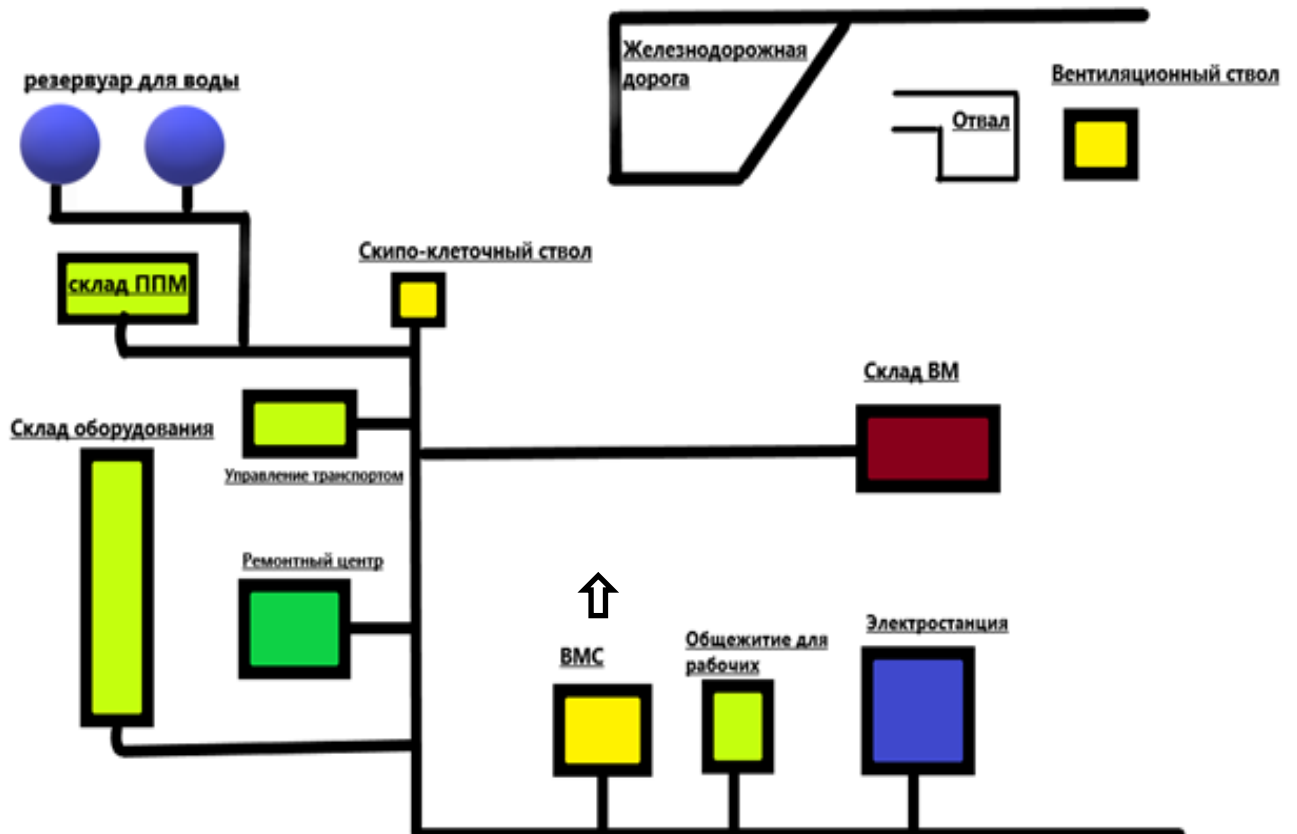 Железнодорожная
дорога
резервуар для воды
Вентиляционный ствол
Отвал
Скипо-клеточный ствол
склад ППМ
Склад ВМ
Склад оборудования
Управление транспортом
Ремонтный центр
ВМС
Общежитие для
рабочих
Электростанция